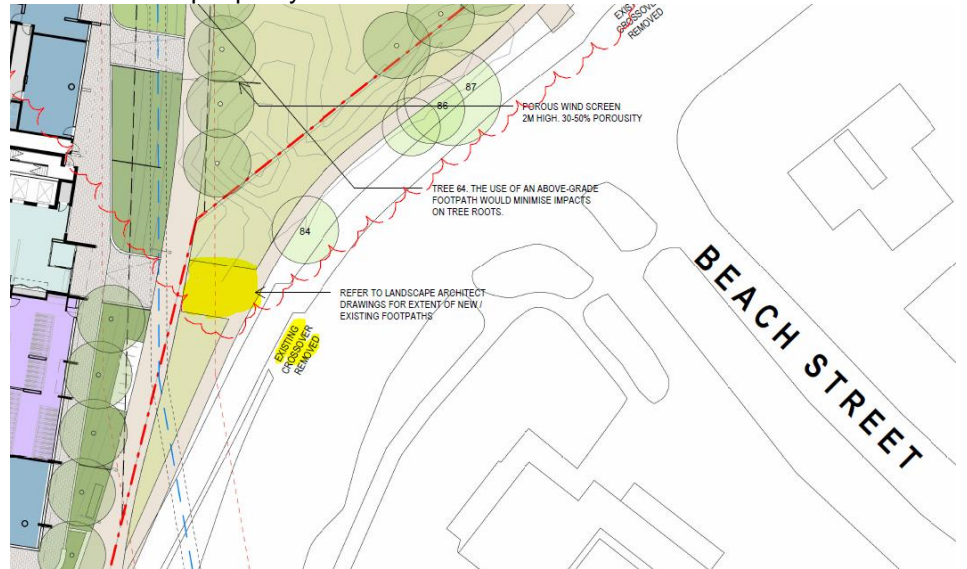 EXISTING
CROSSOVER
REMOVED
87
86
POROUS WIND SCREEN
2M HIGH. 30-50% POROUSITY
TREE 64. THE USE OF AN ABOVE-GRADE
FOOTPATH WOULD MINIMISE IMPACTS
ON TREE ROOTS.
84
REFER TO LANDSCAPE ARCHITECT
DRAWINGS FOR EXTENT OF NEW /
EXISTING FOOTPATHS
EXISTING
CROSSOVER
REMOVED
BEACH STREET